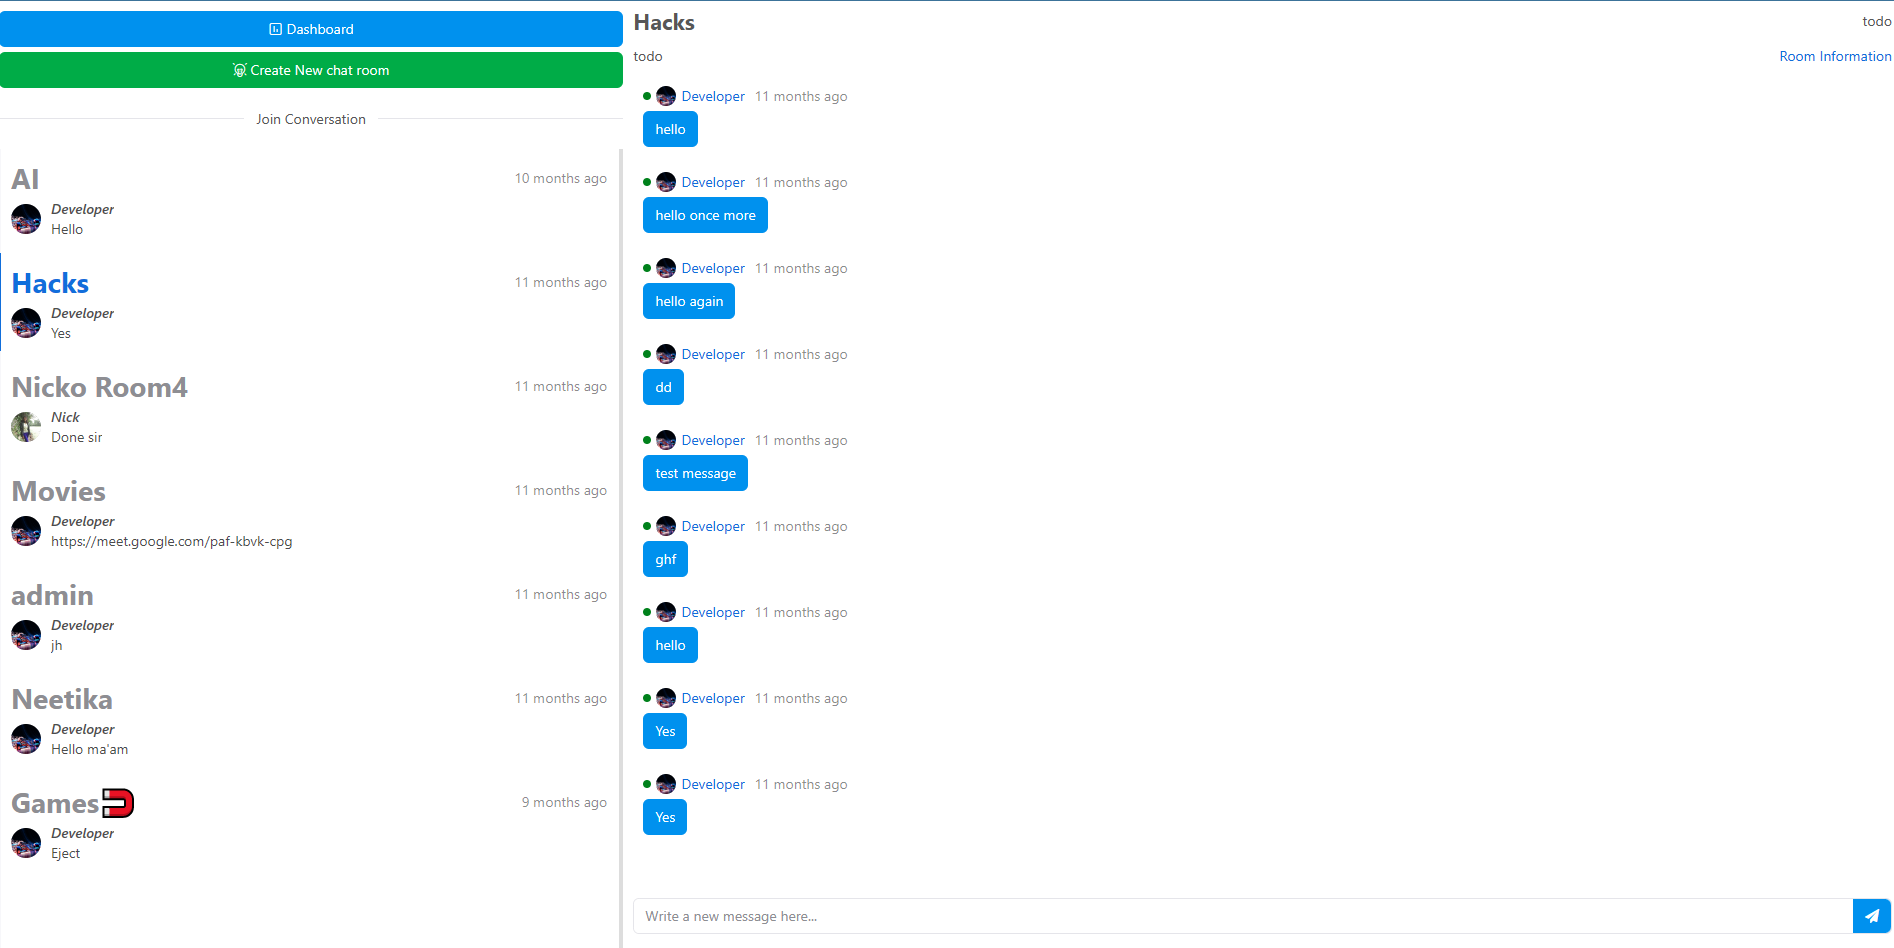 Dashboard
Create New chat room
Join Conversation
AI
10 months ago
Developer
Hello
Hacks
11 months ago
Developer
Yes
Nicko Room4
11 months ago
Nick
Done sir
Movies
11 months ago
Developer
https://meet.google.com/paf-kbvk-cpg
admin
11 months ago
Developer
jh
Neetika
11 months ago
Developer
Hello ma'am
Games
9 months ago
Developer
Eject
Hacks
todo
todo
Room Information
Developer 11 months ago
hello
Developer 11 months ago
hello once more
Developer 11 months ago
hello again
Developer 11 months ago
dd
Developer 11 months ago
test message
Developer 11 months ago
ghf
Developer 11 months ago
hello
Developer 11 months ago
Yes
Developer 11 months ago
Yes
Write a new message here...